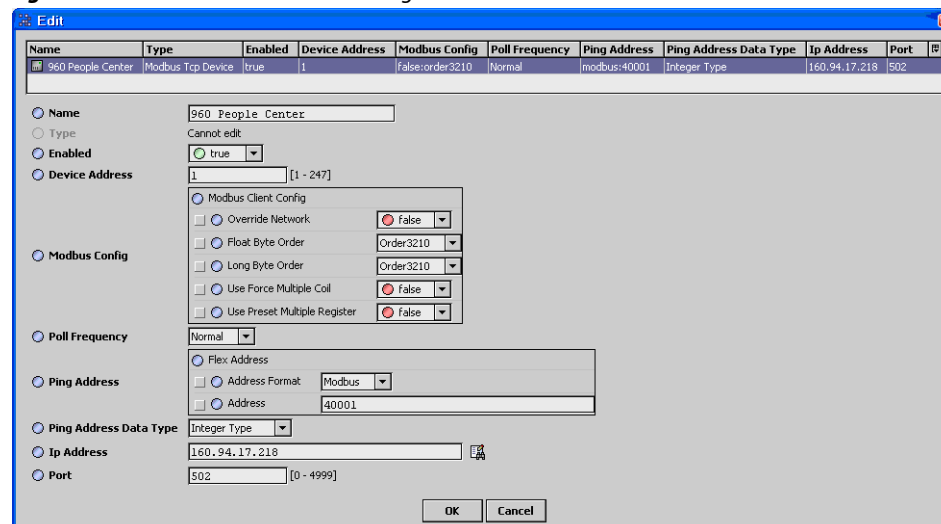 Edit
Name Type Enabled Device Address Modbus Config Poll Frequency Ping Address Ping Address Data Type Ip Address Port
960 People Center Modbus Tcp Device true 1 false:order3210 Normal modbus:40001 Integer Type 160.94.17.218 502
Name 960 People Center
Type Cannot edit
Enabled true
Device Address 1 [1 - 247]
Modbus Config
Modbus Client Config
Override Network false
Float Byte Order Order3210
Long Byte Order Order3210
Use Force Multiple Coil false
Use Preset Multiple Register false
Poll Frequency Normal
Ping Address
Flex Address
Address Format Modbus
Address 40001
Ping Address Data Type Integer Type
Ip Address 160.94.17.218
Port 502 [0 - 4999]
OK Cancel